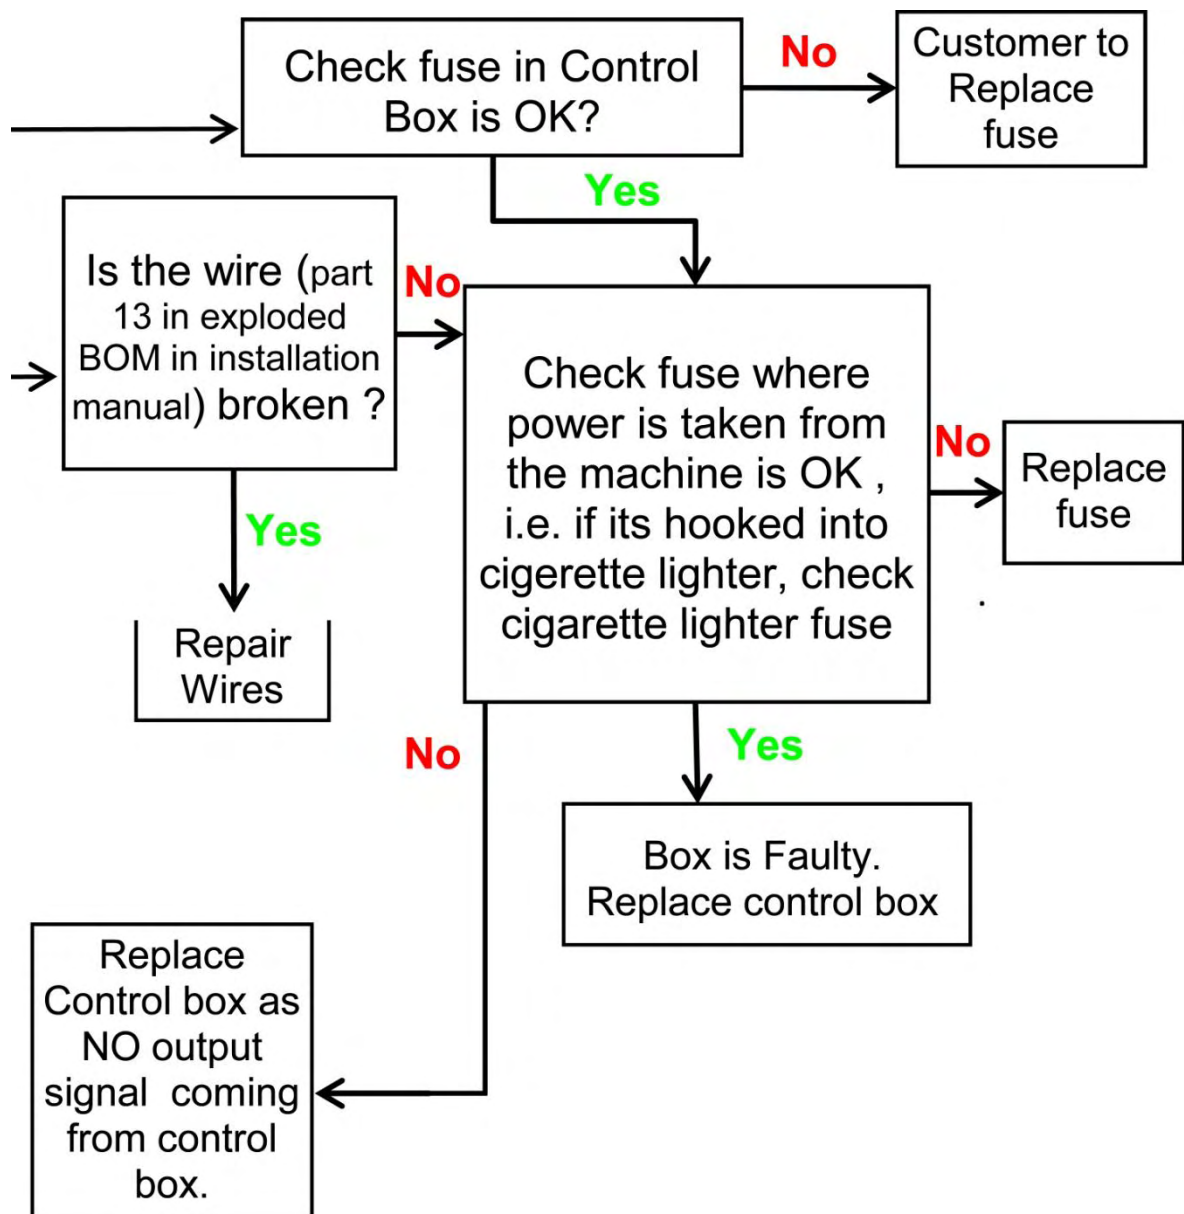 Check fuse in Control
Box is OK?
No
Customer to
Replace
fuse
Yes
Is the wire (part
13 in exploded
BOM in installation
manual) broken ?
No
Yes
Repair
Wires
Check fuse where
power is taken from
the machine is OK ,
i.e. if its hooked into
cigerette lighter, check
cigarette lighter fuse
No
Replace
fuse
.
No
Yes
Box is Faulty.
Replace control box
Replace
Control box as
NO output
signal coming
from control
box.